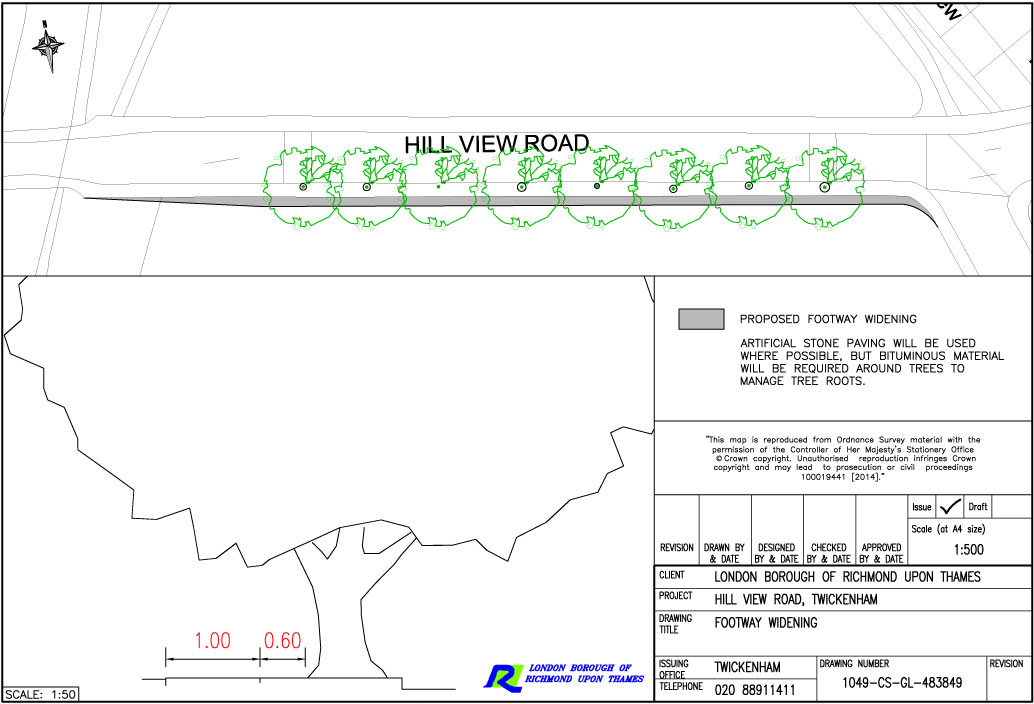 N
HILL VIEW ROAD
PROPOSED FOOTWAY WIDENING
ARTIFICIAL STONE PAVING WILL BE USED
WHERE POSSIBLE, BUT BITUMINOUS MATERIAL
WILL BE REQUIRED AROUND TREES TO
MANAGE TREE ROOTS.
"This map is reproduced from Ordnance Survey material with the
permission of the Controller of Her Majesty's Stationery Office
© Crown copyright. Unauthorised reproduction infringes Crown
copyright and may lead to prosecution or civil proceedings
100019441 [2014]."
Issue ✓ Draft
Scale (at A4 size)
1:500
REVISION
DRAWN BY
& DATE
DESIGNED
BY & DATE
CHECKED
BY & DATE
APPROVED
BY & DATE
CLIENT LONDON BOROUGH OF RICHMOND UPON THAMES
PROJECT HILL VIEW ROAD, TWICKENHAM
DRAWING
TITLE
FOOTWAY WIDENING
ISSUING
OFFICE
TWICKENHAM
TELEPHONE 020 88911411
DRAWING NUMBER
1049-CS-GL-483849
REVISION
1.00 0.60
LONDON BOROUGH OF
RICHMOND UPON THAMES
SCALE: 1:50